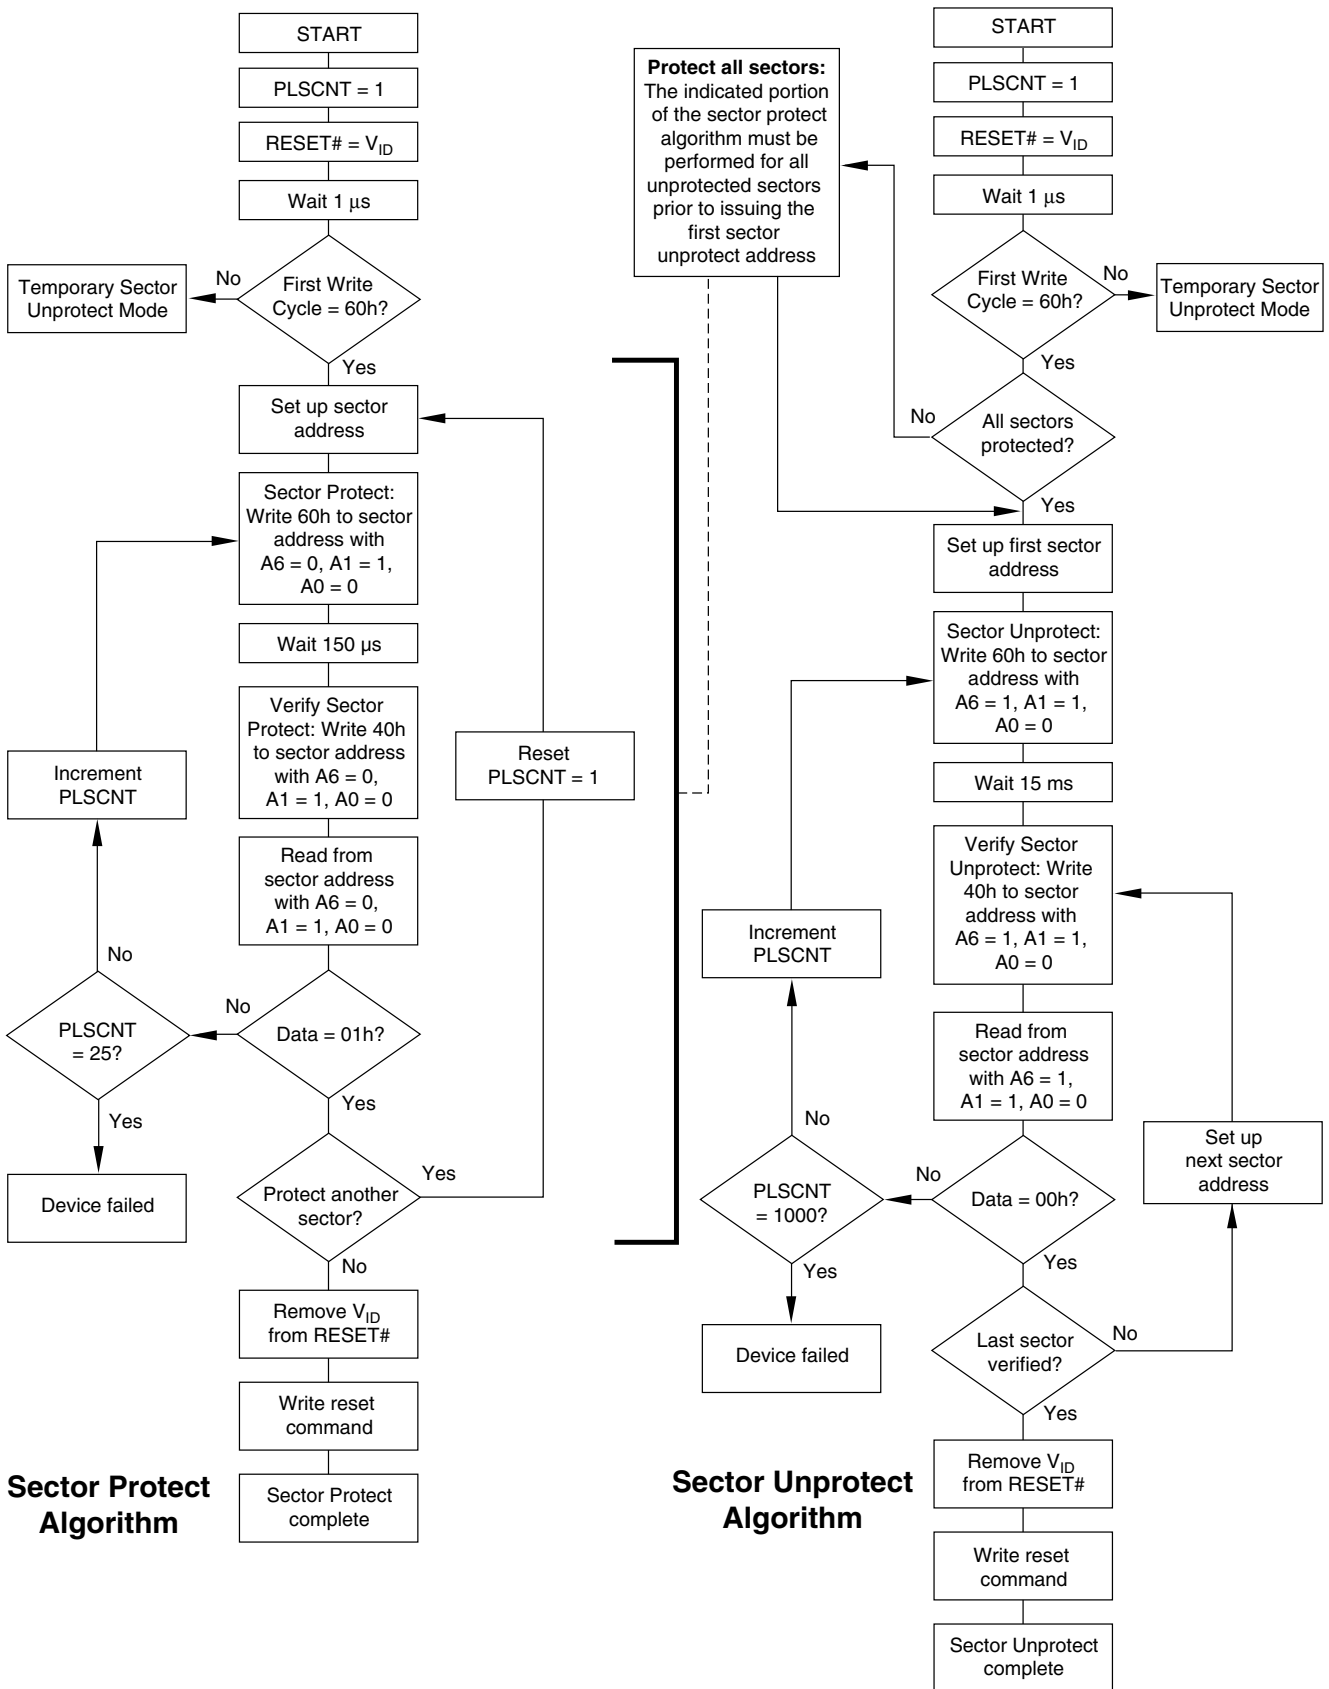 START
PLSCNT = 1
RESET# = VID
Wait 1 μs
First Write
Cycle = 60h?
No
Temporary Sector
Unprotect Mode
Yes
Set up sector
address
Sector Protect:
Write 60h to sector
address with
A6 = 0, A1 = 1,
A0 = 0
Wait 150 µs
Verify Sector
Protect: Write 40h
to sector address
with A6 = 0,
A1 = 1, A0 = 0
Reset
PLSCNT = 1
Increment
PLSCNT
Read from
sector address
with A6 = 0,
A1 = 1, A0 = 0
No
No
PLSCNT
= 25?
Data = 01h?
Yes
Yes
Device failed
Protect another
sector?
Yes
No
Remove VID
from RESET#
Write reset
command
Sector Protect
complete
Sector Protect
Algorithm
Protect all sectors:
The indicated portion
of the sector protect
algorithm must be
performed for all
unprotected sectors
prior to issuing the
first sector
unprotect address
START
PLSCNT = 1
RESET# = VID
Wait 1 μs
First Write
Cycle = 60h?
No
Temporary Sector
Unprotect Mode
Yes
No
All sectors
protected?
Yes
Set up first sector
address
Sector Unprotect:
Write 60h to sector
address with
A6 = 1, A1 = 1,
A0 = 0
Wait 15 ms
Verify Sector
Unprotect: Write
40h to sector
address with
A6 = 1, A1 = 1,
A0 = 0
Increment
PLSCNT
Read from
sector address
with A6 = 1,
A1 = 1, A0 = 0
No
Set up
next sector
address
No
PLSCNT
= 1000?
Data = 00h?
Yes
Yes
Device failed
Last sector
verified?
No
Yes
Remove VID
from RESET#
Write reset
command
Sector Unprotect
complete
Sector Unprotect
Algorithm